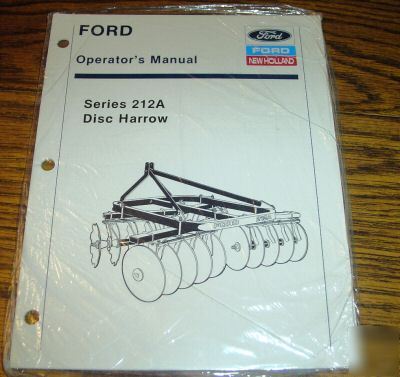 FORD
Operator's Manual
Ford
FORD
NEW HOLLAND
Series 212A
Disc Harrow